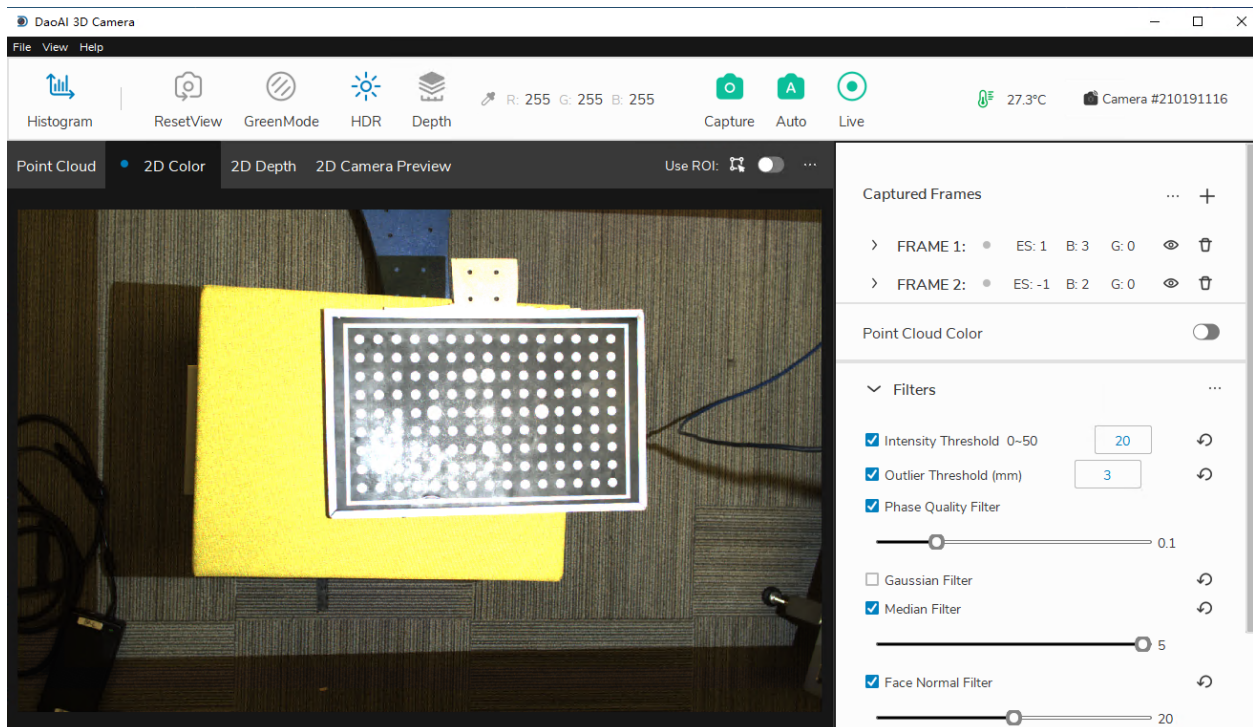 DaoAI 3D Camera
File View Help
Histogram
ResetView
GreenMode
HDR
Depth
R: 255 G: 255 B: 255
Capture
Auto
Live
27.3°C
Camera #210191116
Point Cloud
2D Color
2D Depth
2D Camera Preview
Use ROI:
Captured Frames
FRAME 1: ES: 1 B: 3 G: 0
FRAME 2: ES: -1 B: 2 G: 0
Point Cloud Color
Filters
Intensity Threshold 0~50 20
Outlier Threshold (mm) 3
Phase Quality Filter
0.1
Gaussian Filter
Median Filter
5
Face Normal Filter
20